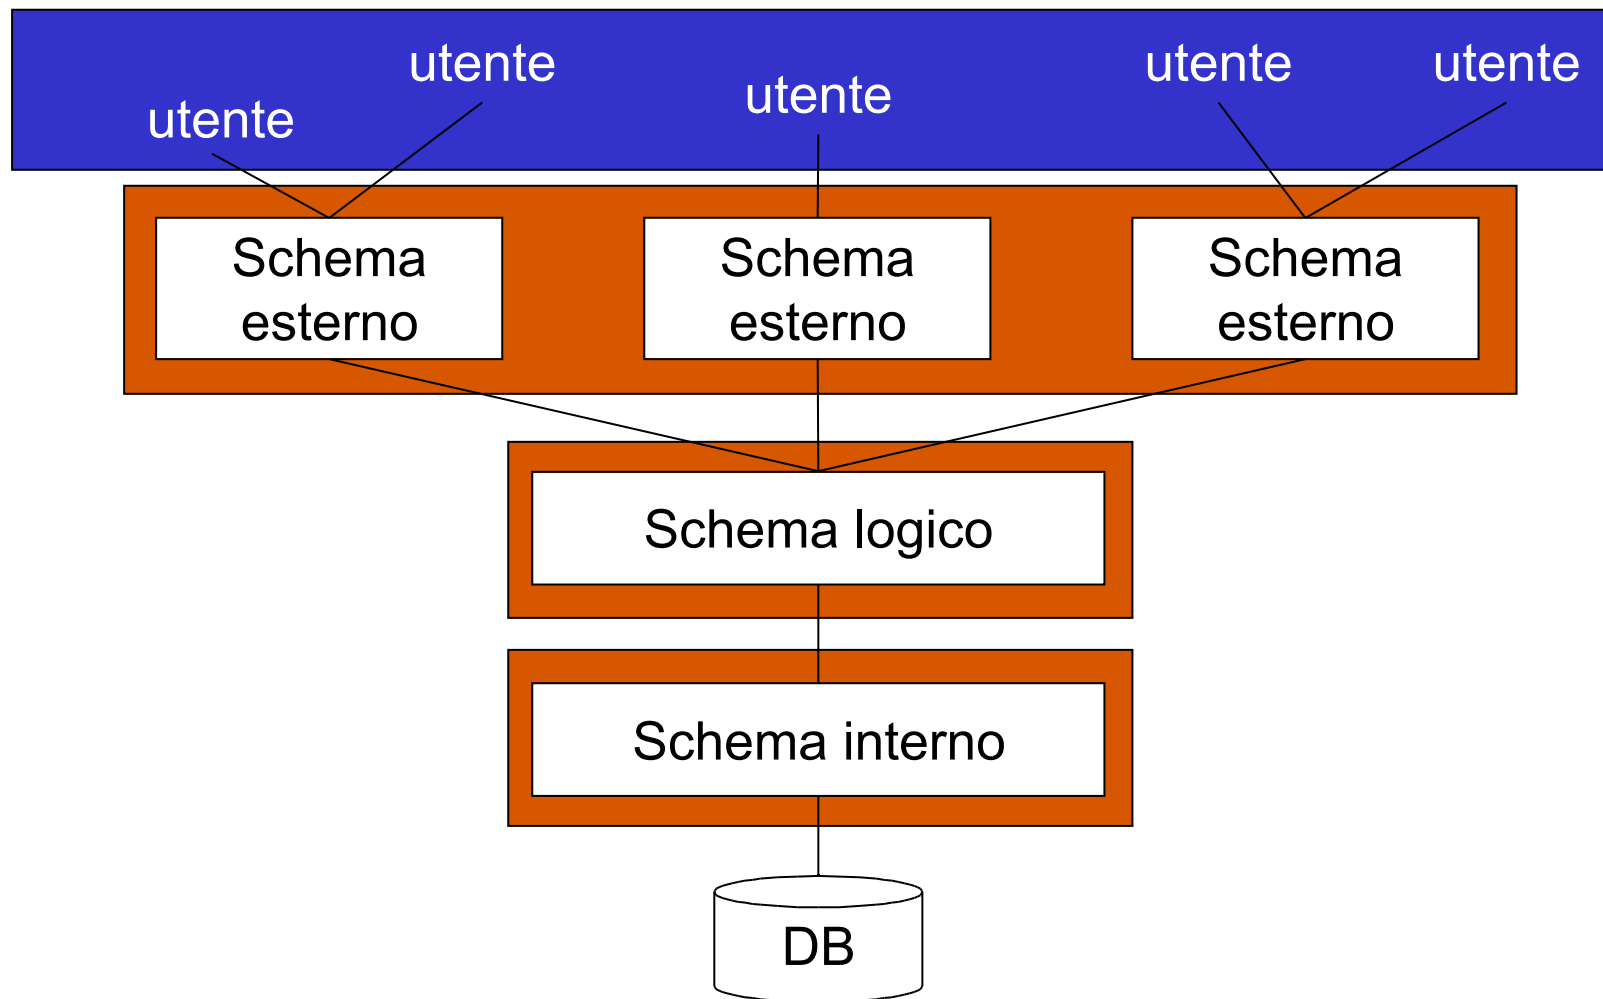 utente
utente
utente
utente
utente
Schema
esterno
Schema
esterno
Schema
esterno
Schema logico
Schema interno
DB